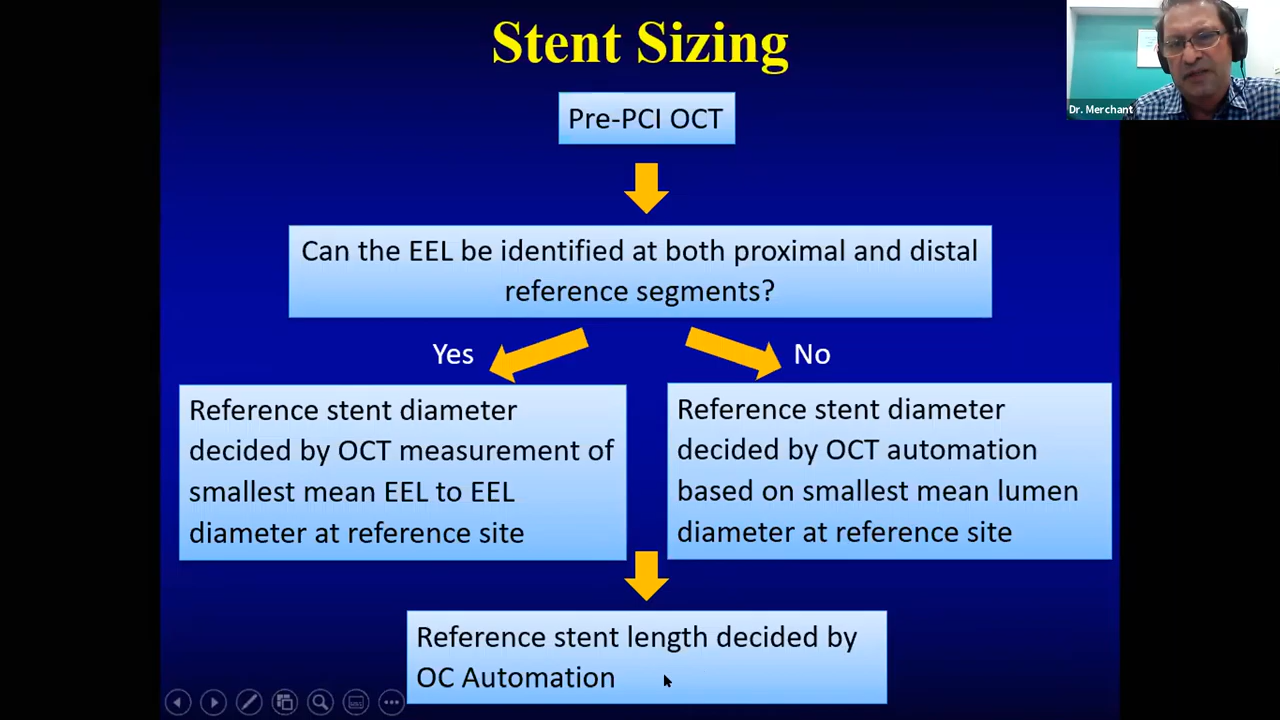 Stent Sizing
Dr. Merchant
Pre-PCI OCT
Can the EEL be identified at both proximal and distal
reference segments?
Yes
No
Reference stent diameter
decided by OCT measurement of
smallest mean EEL to EEL
diameter at reference site
Reference stent diameter
decided by OCT automation
based on smallest mean lumen
diameter at reference site
Reference stent length decided by
OC Automation